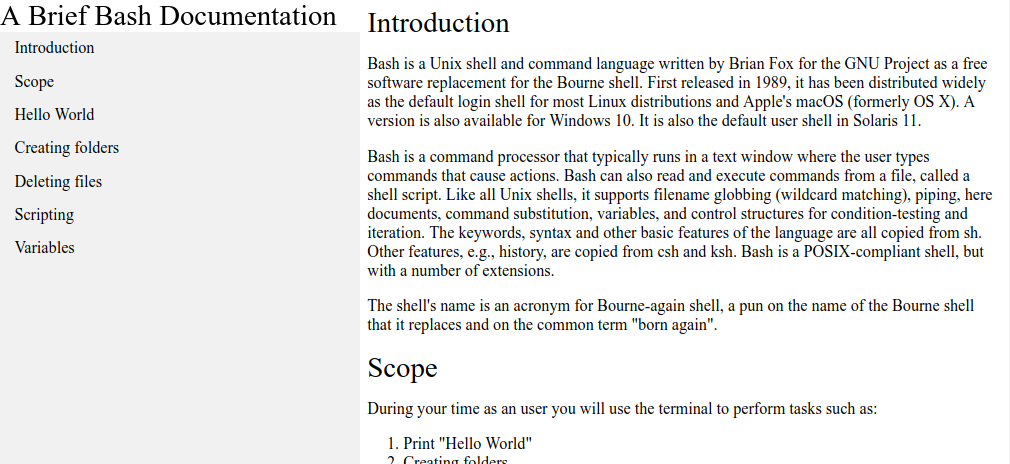 A Brief Bash Documentation
Introduction
Scope
Hello World
Creating folders
Deleting files
Scripting
Variables
Introduction
Bash is a Unix shell and command language written by Brian Fox for the GNU Project as a free
software replacement for the Bourne shell. First released in 1989, it has been distributed widely
as the default login shell for most Linux distributions and Apple's macOS (formerly OS X). A
version is also available for Windows 10. It is also the default user shell in Solaris 11.
Bash is a command processor that typically runs in a text window where the user types
commands that cause actions. Bash can also read and execute commands from a file, called a
shell script. Like all Unix shells, it supports filename globbing (wildcard matching), piping, here
documents, command substitution, variables, and control structures for condition-testing and
iteration. The keywords, syntax and other basic features of the language are all copied from sh.
Other features, e.g., history, are copied from csh and ksh. Bash is a POSIX-compliant shell, but
with a number of extensions.
The shell's name is an acronym for Bourne-again shell, a pun on the name of the Bourne shell
that it replaces and on the common term "born again".
Scope
During your time as an user you will use the terminal to perform tasks such as:
1. Print "Hello World"
2. Creating folders